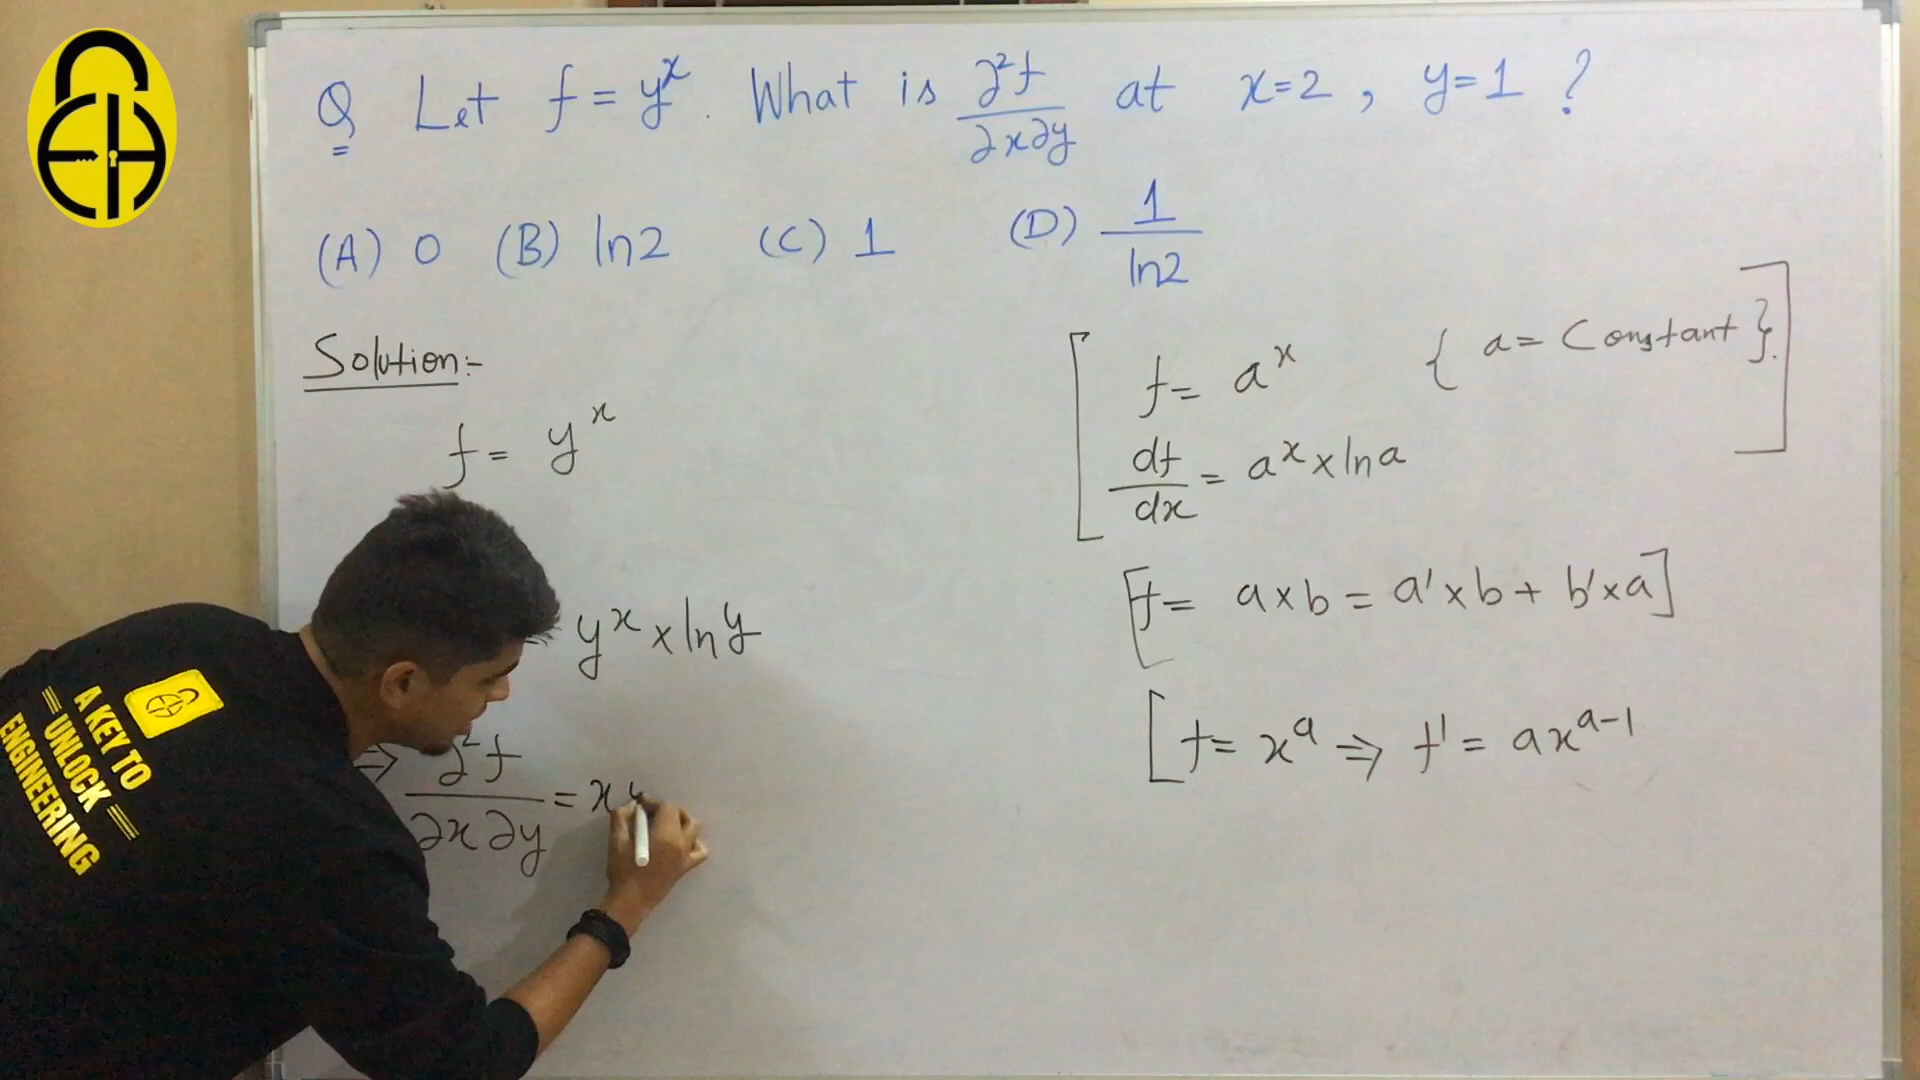 Q Let f = y^x. What is ∂²f/∂x∂y at x=2, y=1 ?
(A) 0 (B) ln2 (C) 1 (D) 1/ln2
Solution:-
f = y^x
= y^x × ln y
⇒ ∂²f/∂x∂y = x y
[ f = a^x { a = Constant }. ]
df/dx = a^x × ln a
[ f = a×b = a'×b + b'×a ]
[ f = x^a ⇒ f' = ax^(a-1)
A KEY TO
= UNLOCK =
ENGINEERING